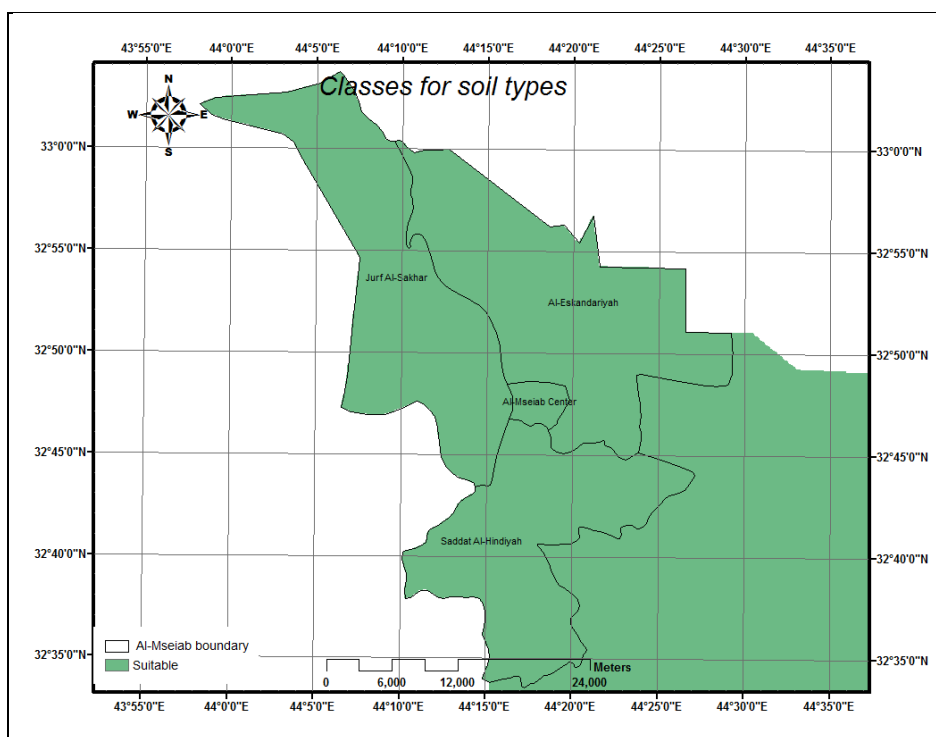 43°55'0"E 44°0'0"E 44°5'0"E 44°10'0"E 44°15'0"E 44°20'0"E 44°25'0"E 44°30'0"E 44°35'0"E
Classes for soil types
N
W E
S
33°0'0"N 33°0'0"N
32°55'0"N 32°55'0"N
Jurf Al-Sakhar
Al-Eskandariyah
32°50'0"N 32°50'0"N
Al-Mseiab Center
32°45'0"N 32°45'0"N
Saddat Al-Hindiyah
32°40'0"N 32°40'0"N
Al-Mseiab boundary
Suitable
32°35'0"N 32°35'0"N
Meters
0 6,000 12,000 24,000
43°55'0"E 44°0'0"E 44°5'0"E 44°10'0"E 44°15'0"E 44°20'0"E 44°25'0"E 44°30'0"E 44°35'0"E